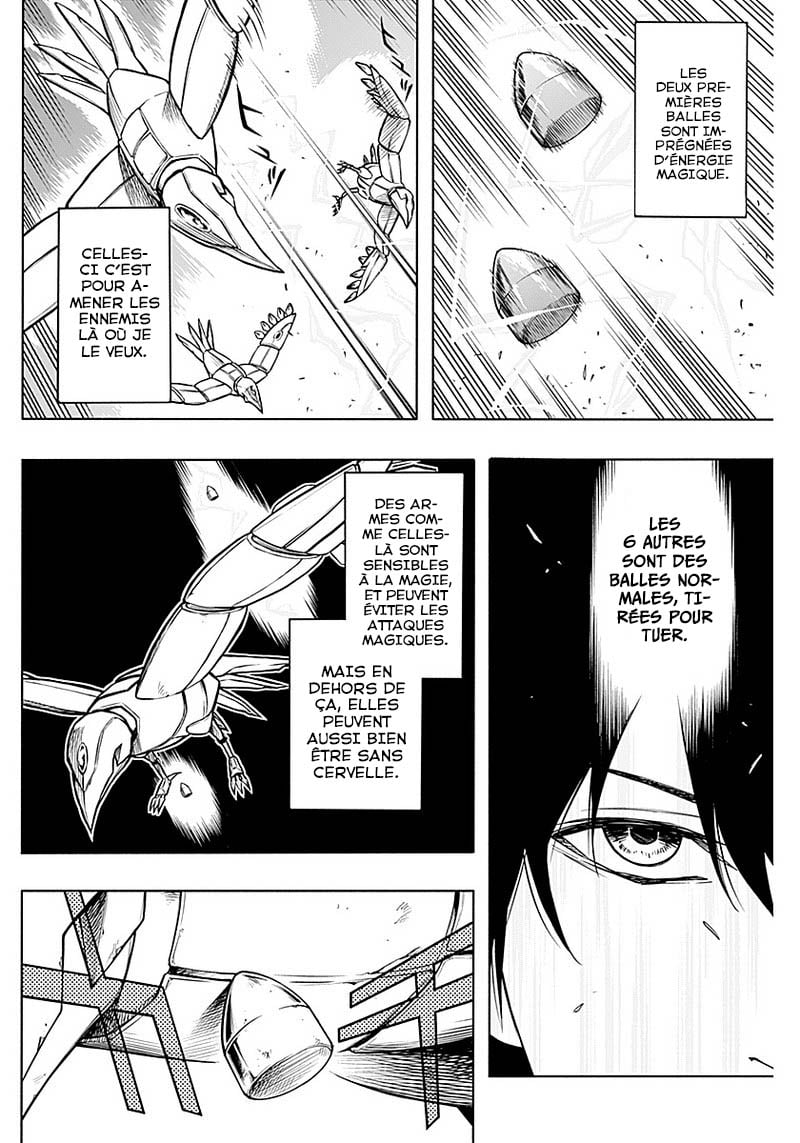 LES
DEUX PRE-
MIÈRES
BALLES
SONT IM-
PRÉGNÉES
D'ÉNERGIE
MAGIQUE.
CELLES-
CI C'EST
POUR A-
MENER LES
ENNEMIS
LÀ OÙ JE
LE VEUX.
LES
6 AUTRES
SONT DES
BALLES NOR-
MALES, TI-
RÉES POUR
TUER.
DES AR-
MES COM-
ME CELLES-
LÀ SONT
SENSIBLES
À LA MAGIE,
ET PEUVENT
ÉVITER LES
ATTAQUES
MAGIQUES.
MAIS EN
DEHORS DE
ÇA, ELLES
PEUVENT
AUSSI BIEN
ÊTRE SANS
CERVELLE.